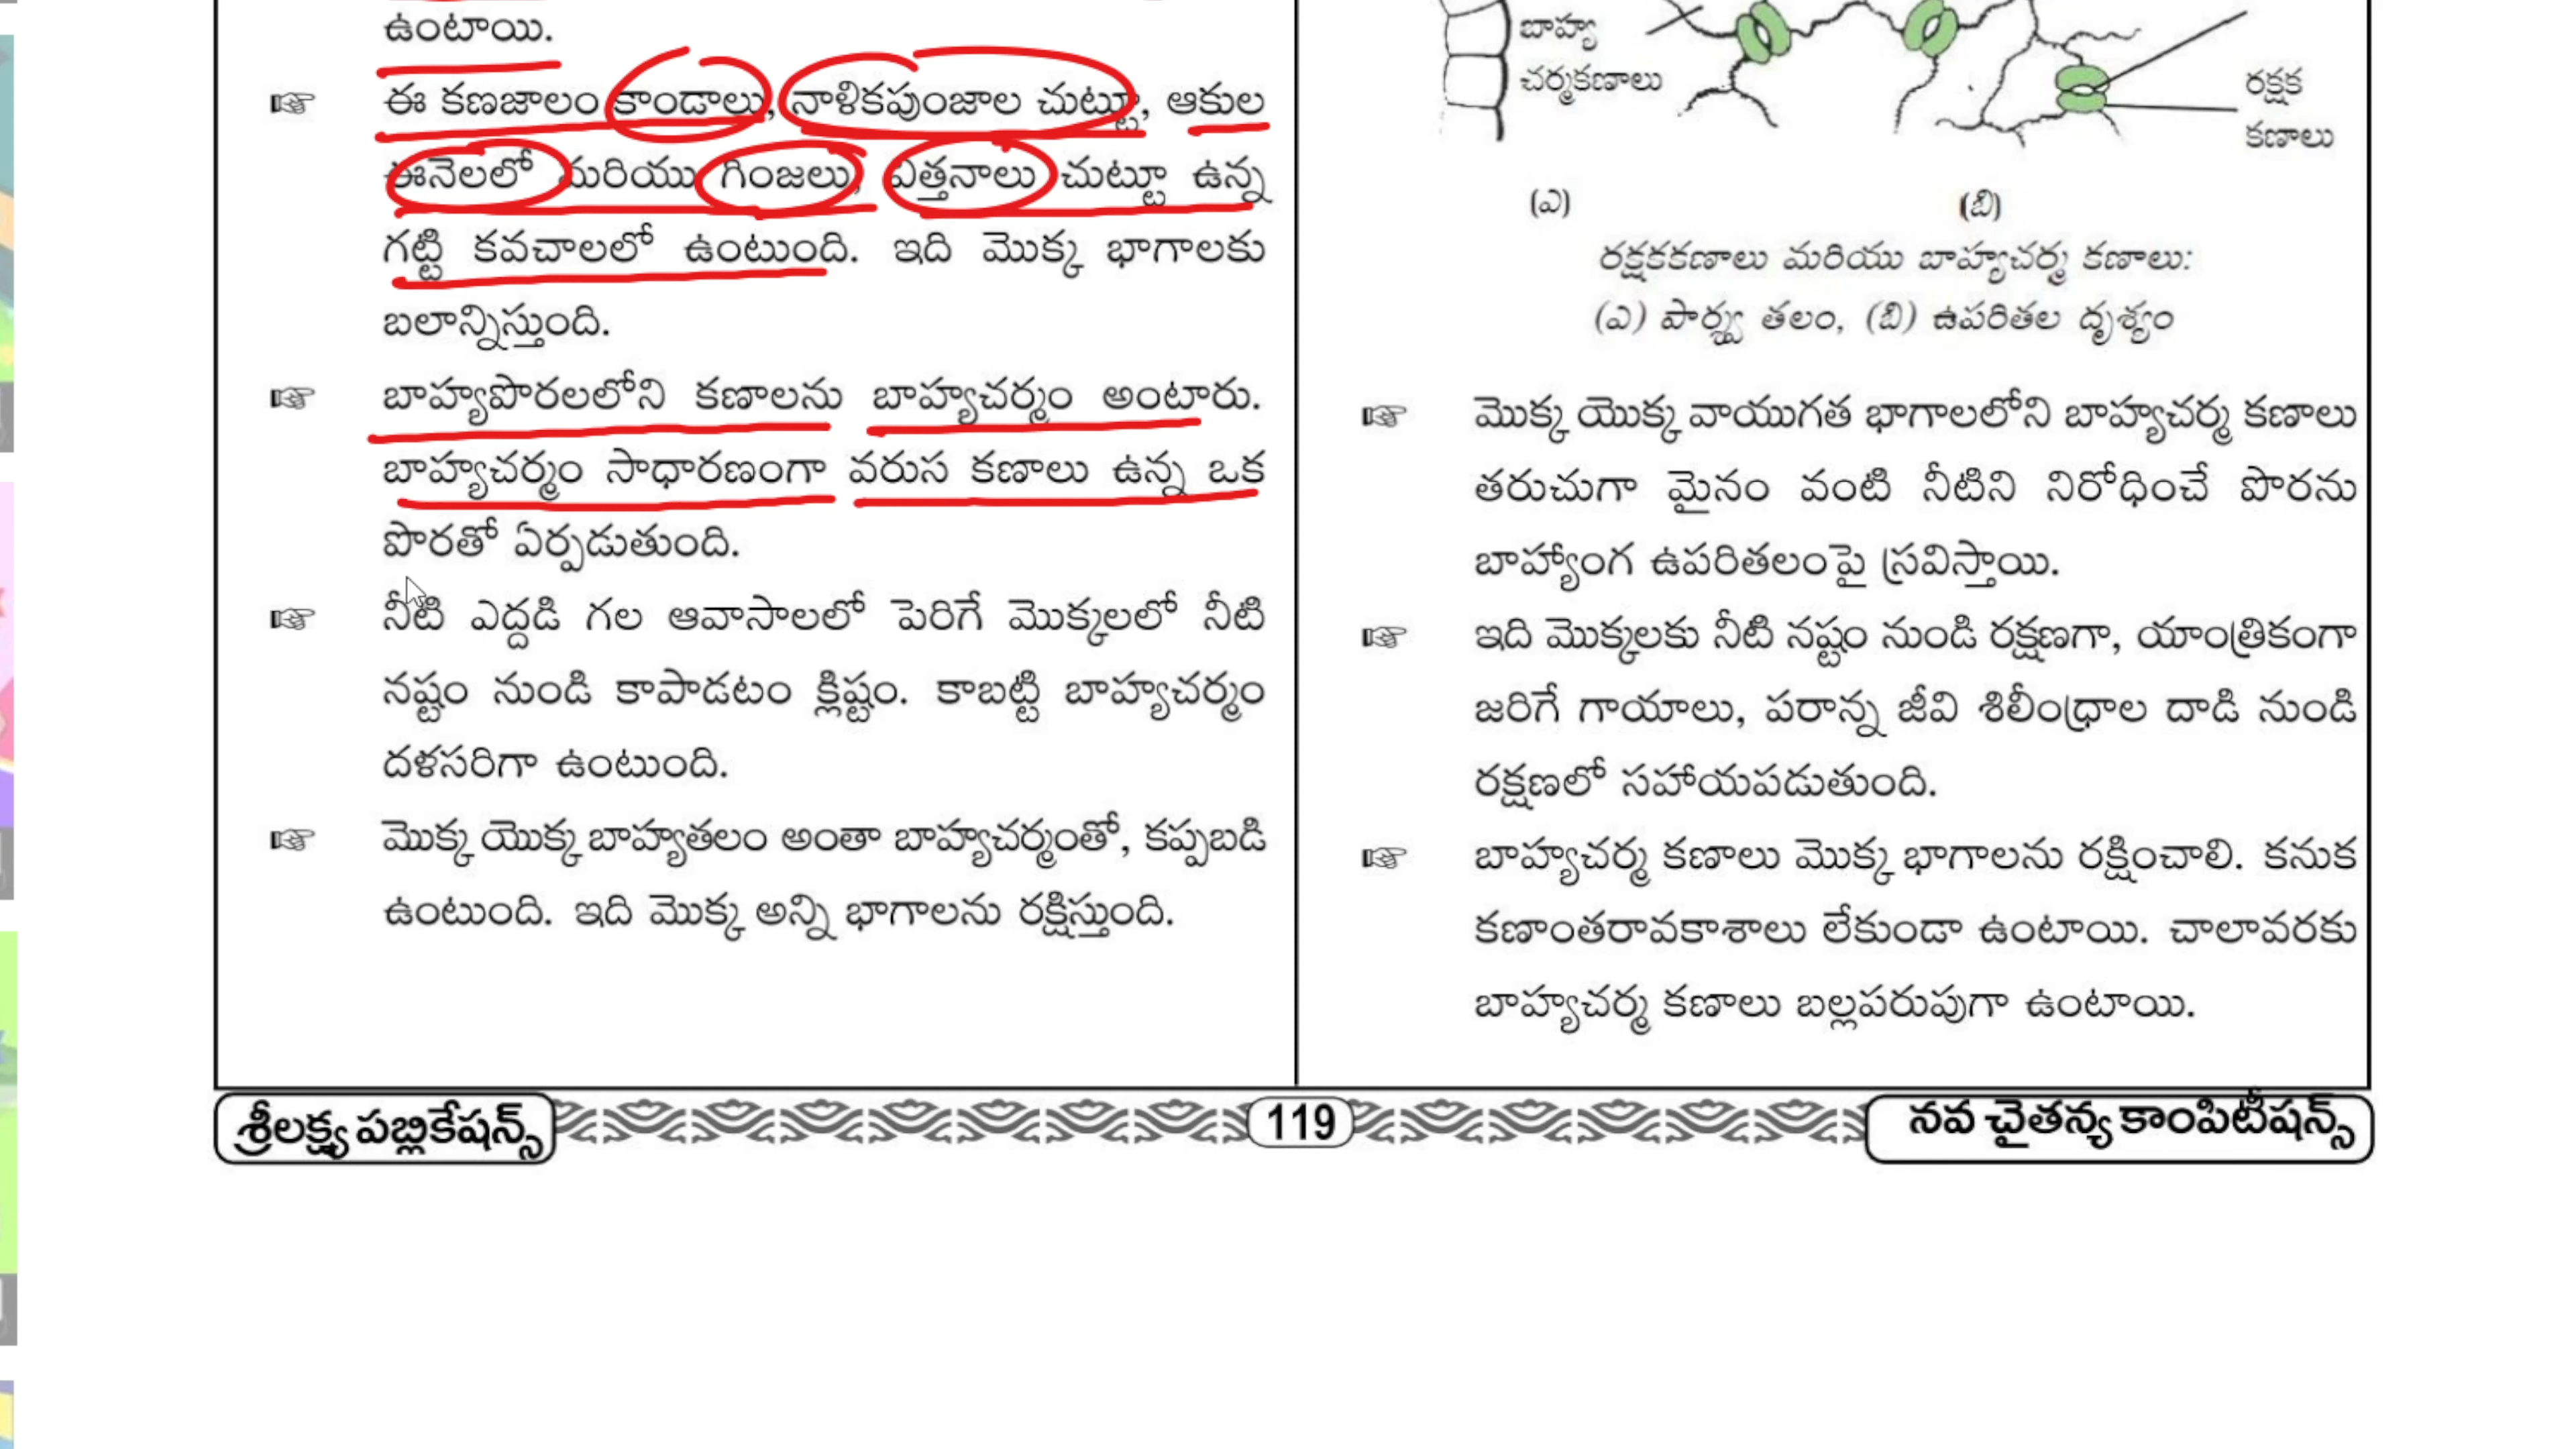 ఉంటాయి.
☞ ఈ కణజాలం కాండాలు, నాళికపుంజాల చుట్టూ, ఆకుల
ఈనెలలో మరియు గింజలు, విత్తనాలు చుట్టూ ఉన్న
గట్టి కవచాలలో ఉంటుంది. ఇది మొక్క భాగాలకు
బలాన్నిస్తుంది.
☞ బాహ్యపొరలలోని కణాలను బాహ్యచర్మం అంటారు.
బాహ్యచర్మం సాధారణంగా వరుస కణాలు ఉన్న ఒక
పొరతో ఏర్పడుతుంది.
☞ నీటి ఎద్దడి గల ఆవాసాలలో పెరిగే మొక్కలలో నీటి
నష్టం నుండి కాపాడటం క్లిష్టం. కాబట్టి బాహ్యచర్మం
దళసరిగా ఉంటుంది.
☞ మొక్క యొక్క బాహ్యతలం అంతా బాహ్యచర్మంతో, కప్పబడి
ఉంటుంది. ఇది మొక్క అన్ని భాగాలను రక్షిస్తుంది.
బాహ్య
చర్మకణాలు
రక్షక
కణాలు
(ఎ) (బి)
రక్షకకణాలు మరియు బాహ్యచర్మ కణాలు:
(ఎ) పార్శ్వ తలం, (బి) ఉపరితల దృశ్యం
☞ మొక్క యొక్క వాయుగత భాగాలలోని బాహ్యచర్మ కణాలు
తరుచుగా మైనం వంటి నీటిని నిరోధించే పొరను
బాహ్యాంగ ఉపరితలంపై స్రవిస్తాయి.
☞ ఇది మొక్కలకు నీటి నష్టం నుండి రక్షణగా, యాంత్రికంగా
జరిగే గాయాలు, పరాన్న జీవి శిలీంధ్రాల దాడి నుండి
రక్షణలో సహాయపడుతుంది.
☞ బాహ్యచర్మ కణాలు మొక్క భాగాలను రక్షించాలి. కనుక
కణాంతరావకాశాలు లేకుండా ఉంటాయి. చాలావరకు
బాహ్యచర్మ కణాలు బల్లపరుపుగా ఉంటాయి.
శ్రీలక్ష్య పబ్లికేషన్స్ 119 నవ చైతన్య కాంపిటీషన్స్